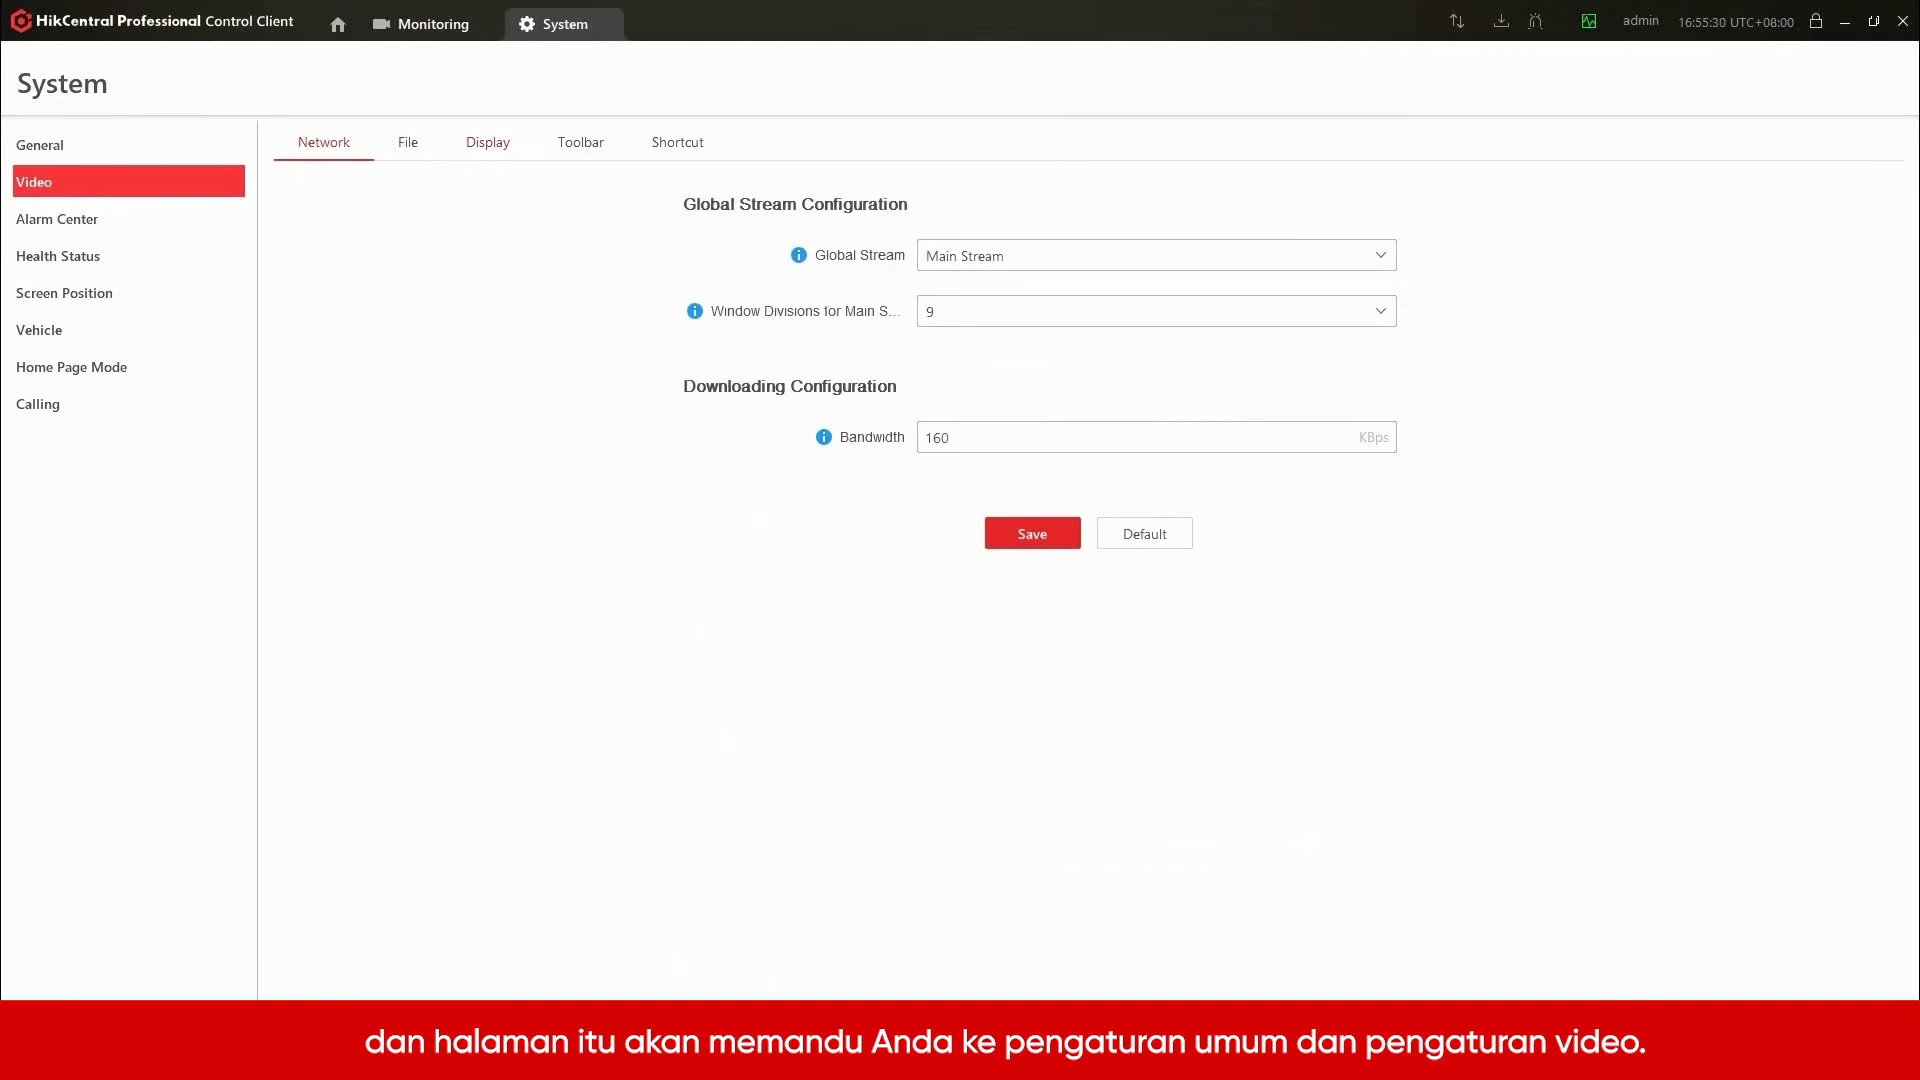 HikCentral Professional Control Client
Monitoring
System
admin
16:55:30 UTC+08:00
System
General
Video
Alarm Center
Health Status
Screen Position
Vehicle
Home Page Mode
Calling
Network
File
Display
Toolbar
Shortcut
Global Stream Configuration
Global Stream
Main Stream
Window Divisions for Main S...
9
Downloading Configuration
Bandwidth
160
KBps
Save
Default
dan halaman itu akan memandu Anda ke pengaturan umum dan pengaturan video.